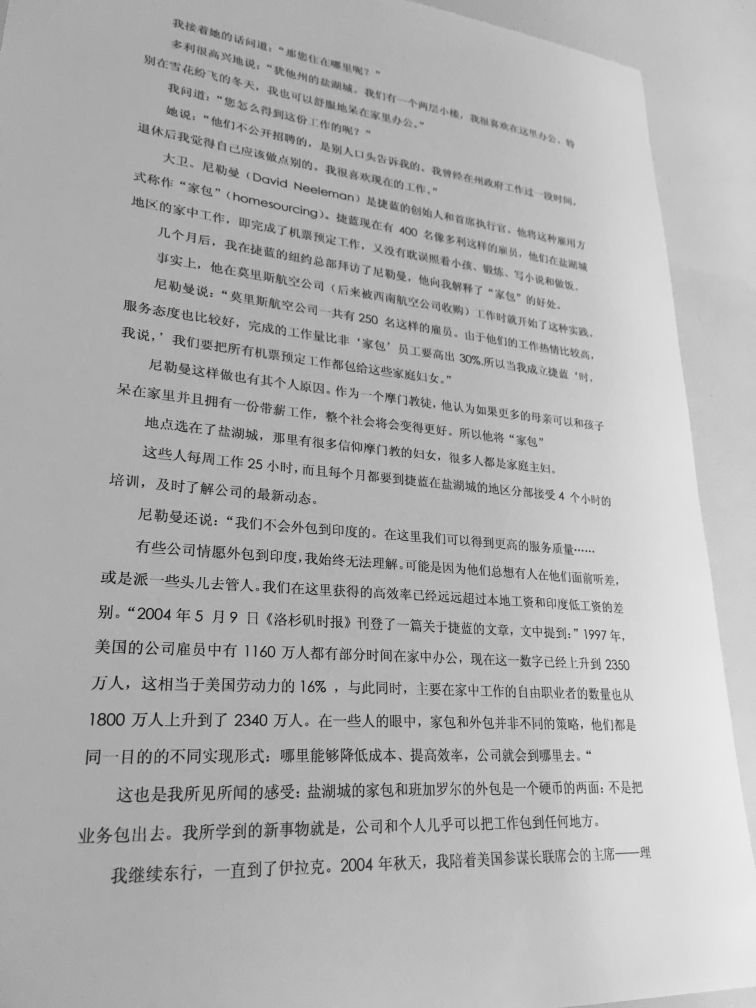 我接着她的话问道：“那您住在哪里呢？”
多利很高兴地说：“犹他州的盐湖城。我们有一个两层小楼，我很喜欢在这里办公。特
别在雪花纷飞的冬天，我也可以舒服地呆在家里办公。”
我问道：“您怎么得到这份工作的呢？”
她说：“他们不公开招聘的，是别人口头告诉我的。我曾经在州政府工作过一段时间，
退休后我觉得自己应该做点别的。我很喜欢现在的工作。”
大卫。尼勒曼（David Neeleman）是捷蓝的创始人和首席执行官。他将这种雇用方
式称作“家包”（homesourcing）。捷蓝现在有 400 名像多利这样的雇员，他们在盐湖城
地区的家中工作，即完成了机票预定工作，又没有耽误照看小孩、锻炼、写小说和做饭。
几个月后，我在捷蓝的纽约总部拜访了尼勒曼，他向我解释了“家包”的好处。
事实上，他在莫里斯航空公司（后来被西南航空公司收购）工作时就开始了这种实践。
尼勒曼说：“莫里斯航空公司一共有 250 名这样的雇员。由于他们的工作热情比较高，
服务态度也比较好，完成的工作量比非‘家包’员工要高出 30%.所以当我成立捷蓝‘时，
我说，’我们要把所有机票预定工作都包给这些家庭妇女。”
尼勒曼这样做也有其个人原因。作为一个摩门教徒，他认为如果更多的母亲可以和孩子
呆在家里并且拥有一份带薪工作，整个社会将会变得更好。所以他将“家包”
地点选在了盐湖城，那里有很多信仰摩门教的妇女，很多人都是家庭主妇。
这些人每周工作 25 小时，而且每个月都要到捷蓝在盐湖城的地区分部接受 4 个小时的
培训，及时了解公司的最新动态。
尼勒曼还说：“我们不会外包到印度的。在这里我们可以得到更高的服务质量……
有些公司情愿外包到印度，我始终无法理解。可能是因为他们总想有人在他们面前听差，
或是派一些头儿去管人。我们在这里获得的高效率已经远远超过本地工资和印度低工资的差
别。“2004 年 5 月 9 日《洛杉矶时报》刊登了一篇关于捷蓝的文章，文中提到：” 1997 年，
美国的公司雇员中有 1160 万人都有部分时间在家中办公，现在这一数字已经上升到 2350
万人，这相当于美国劳动力的 16% ，与此同时，主要在家中工作的自由职业者的数量也从
1800 万人上升到了 2340 万人。在一些人的眼中，家包和外包并非不同的策略，他们都是
同一目的的不同实现形式：哪里能够降低成本、提高效率，公司就会到哪里去。“
这也是我所见所闻的感受：盐湖城的家包和班加罗尔的外包是一个硬币的两面：不是把
业务包出去。我所学到的新事物就是，公司和个人几乎可以把工作包到任何地方。
我继续东行，一直到了伊拉克。2004 年秋天，我陪着美国参谋长联席会的主席——理